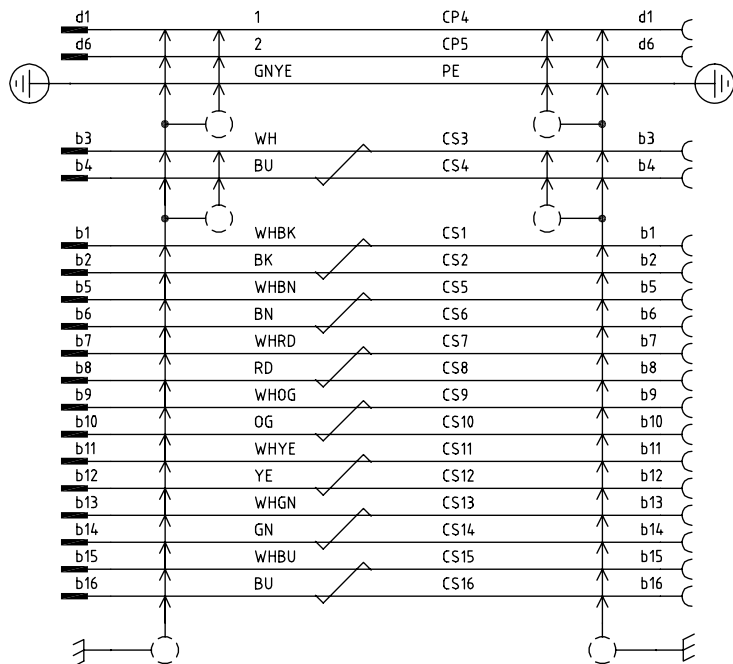 d1 1 CP4 d1
d6 2 CP5 d6
GNYE PE
b3 WH CS3 b3
b4 BU CS4 b4
b1 WHBK CS1 b1
b2 BK CS2 b2
b5 WHBN CS5 b5
b6 BN CS6 b6
b7 WHRD CS7 b7
b8 RD CS8 b8
b9 WHOG CS9 b9
b10 OG CS10 b10
b11 WHYE CS11 b11
b12 YE CS12 b12
b13 WHGN CS13 b13
b14 GN CS14 b14
b15 WHBU CS15 b15
b16 BU CS16 b16